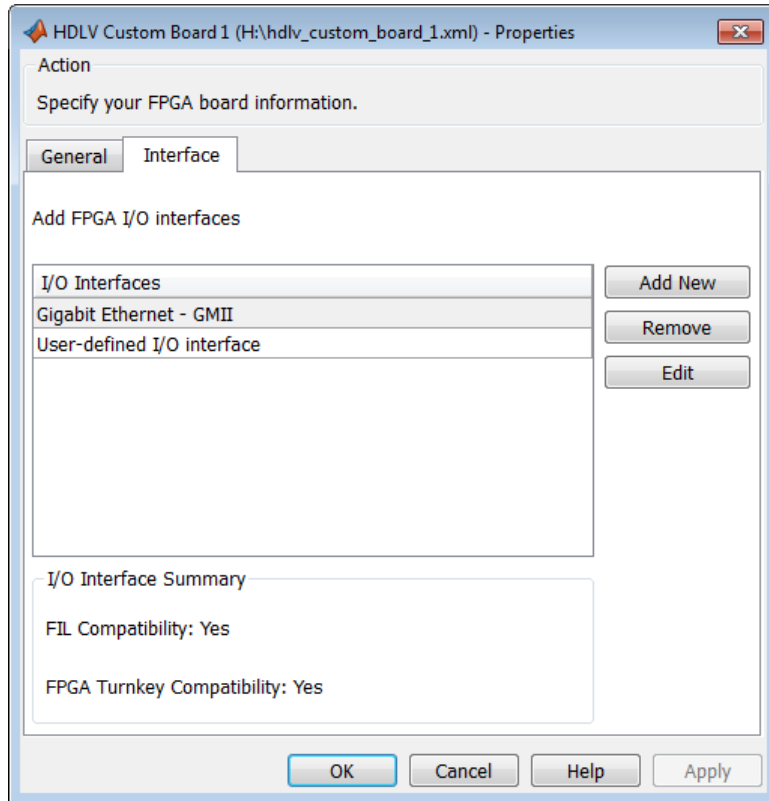 HDLV Custom Board 1 (H:\hdlv_custom_board_1.xml) - Properties
Action
Specify your FPGA board information.
General Interface
Add FPGA I/O interfaces
I/O Interfaces
Add New
Gigabit Ethernet - GMII
Remove
User-defined I/O interface
Edit
I/O Interface Summary
FIL Compatibility: Yes
FPGA Turnkey Compatibility: Yes
OK Cancel Help Apply